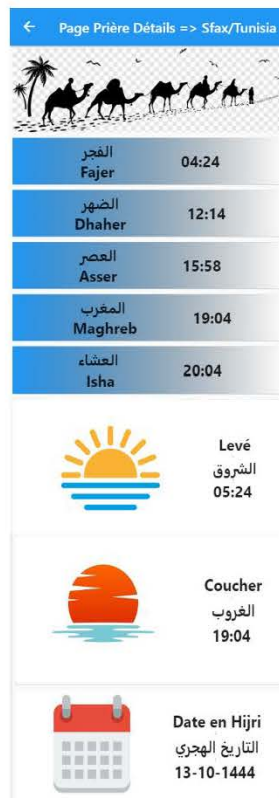 Page Prière Détails => Sfax/Tunisia
الفجر
Fajer
04:24
الضهر
Dhaher
12:14
العصر
Asser
15:58
المغرب
Maghreb
19:04
العشاء
Isha
20:04
Levé
الشروق
05:24
Coucher
الغروب
19:04
Date en Hijri
التاريخ الهجري
13-10-1444